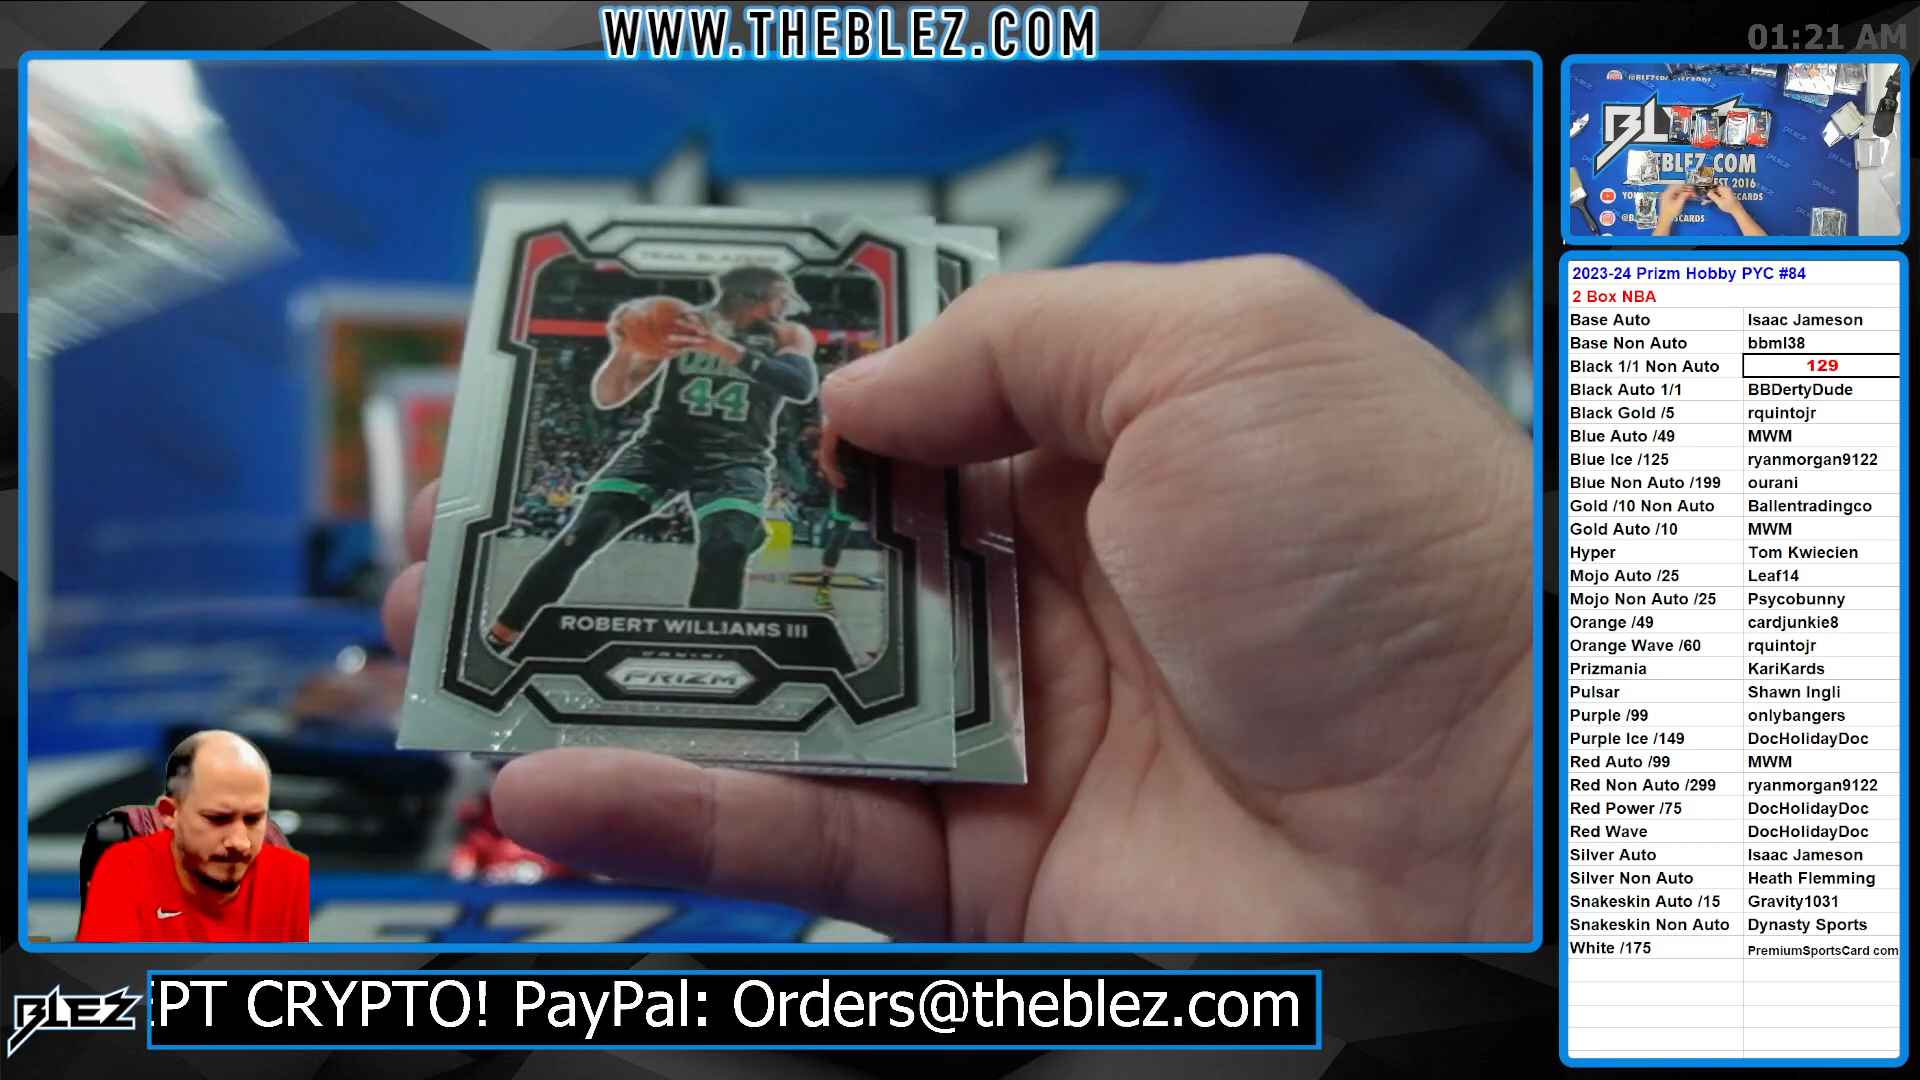 WWW.THEBLEZ.COM
01:21 AM
TRAIL BLAZERS
44
ROBERT WILLIAMS III
PANINI
PRIZM
BLEZ
EPT CRYPTO! PayPal: Orders@theblez.com
2023-24 Prizm Hobby PYC #84
2 Box NBA
Base Auto Isaac Jameson
Base Non Auto bbml38
Black 1/1 Non Auto 129
Black Auto 1/1 BBDertyDude
Black Gold /5 rquintojr
Blue Auto /49 MWM
Blue Ice /125 ryanmorgan9122
Blue Non Auto /199 ourani
Gold /10 Non Auto Ballentradingco
Gold Auto /10 MWM
Hyper Tom Kwiecien
Mojo Auto /25 Leaf14
Mojo Non Auto /25 Psycobunny
Orange /49 cardjunkie8
Orange Wave /60 rquintojr
Prizmania KariKards
Pulsar Shawn Ingli
Purple /99 onlybangers
Purple Ice /149 DocHolidayDoc
Red Auto /99 MWM
Red Non Auto /299 ryanmorgan9122
Red Power /75 DocHolidayDoc
Red Wave DocHolidayDoc
Silver Auto Isaac Jameson
Silver Non Auto Heath Flemming
Snakeskin Auto /15 Gravity1031
Snakeskin Non Auto Dynasty Sports
White /175 PremiumSportsCard com